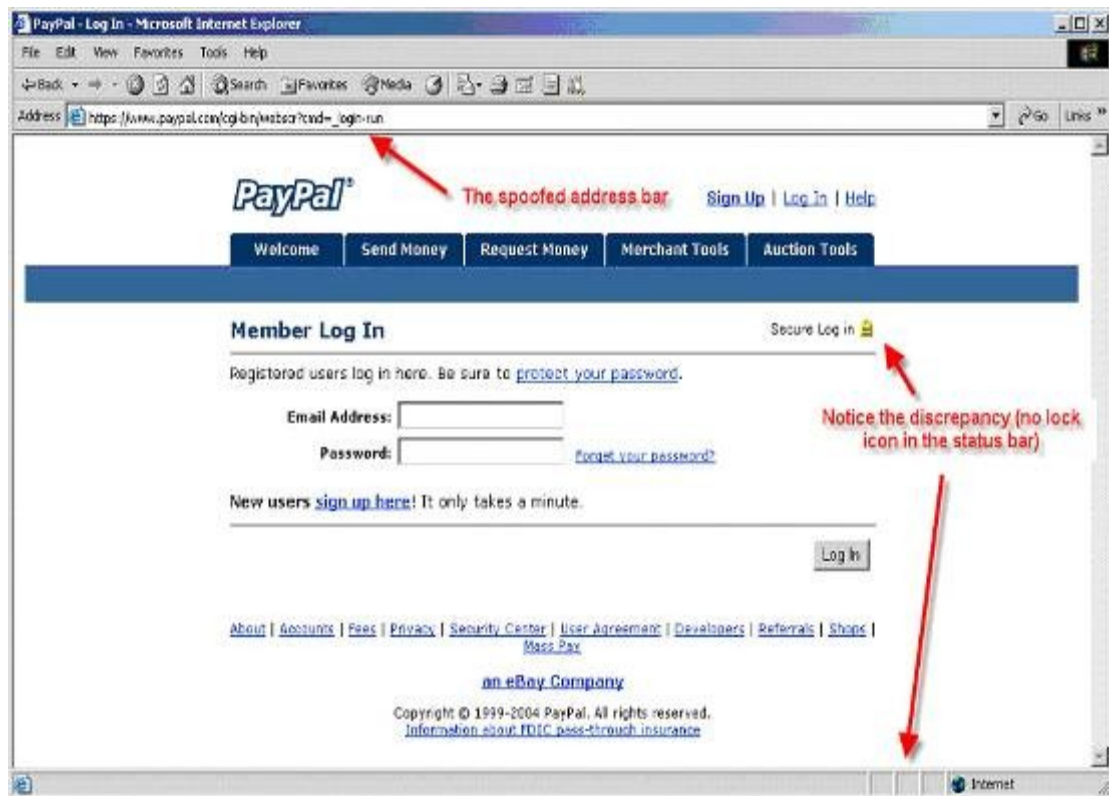 PayPal - Log In - Microsoft Internet Explorer
File Edit View Favorites Tools Help
Back Search Favorites Media
Address https://www.paypal.com/cgi-bin/webscr?cmd=_login-run Go Links »
PayPal®
The spoofed address bar
Sign Up | Log In | Help
Welcome Send Money Request Money Merchant Tools Auction Tools
Member Log In
Secure Log in
Registered users log in here. Be sure to protect your password.
Email Address:
Password:
Forget your password?
Notice the discrepancy (no lock
icon in the status bar)
New users sign up here! It only takes a minute.
Log In
About | Accounts | Fees | Privacy | Security Center | User Agreement | Developers | Referrals | Shops |
Mass Pay
an eBay Company
Copyright © 1999-2004 PayPal. All rights reserved.
Information about FDIC pass-through insurance
Internet